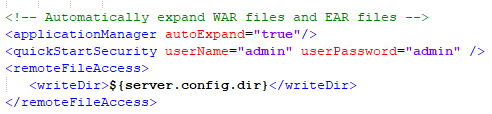 <!-- Automatically expand WAR files and EAR files -->
<applicationManager autoExpand="true"/>
<quickStartSecurity userName="admin" userPassword="admin" />
<remoteFileAccess>
<writeDir>${server.config.dir}</writeDir>
</remoteFileAccess>